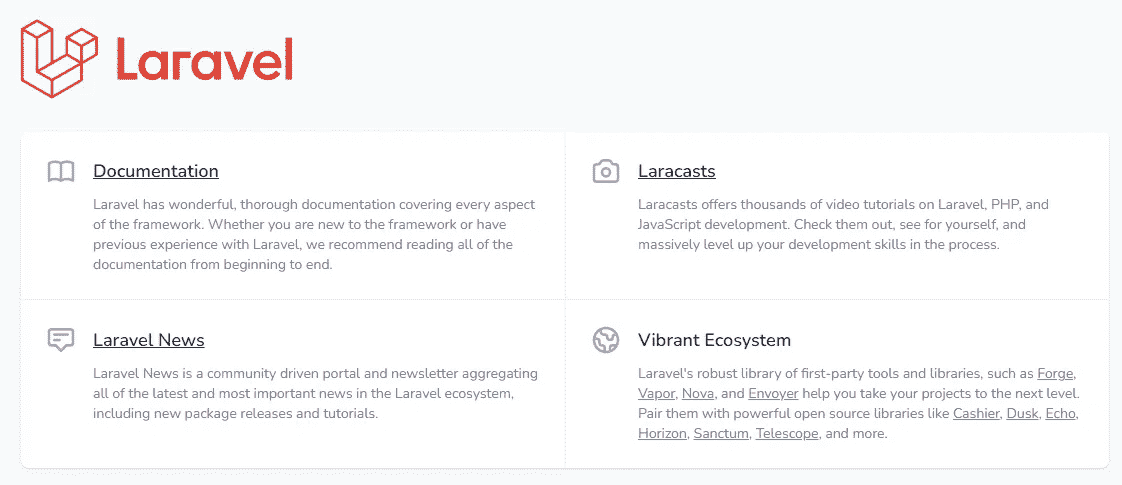 Laravel
Documentation
Laravel has wonderful, thorough documentation covering every aspect
of the framework. Whether you are new to the framework or have
previous experience with Laravel, we recommend reading all of the
documentation from beginning to end.
Laracasts
Laracasts offers thousands of video tutorials on Laravel, PHP, and
JavaScript development. Check them out, see for yourself, and
massively level up your development skills in the process.
Laravel News
Laravel News is a community driven portal and newsletter aggregating
all of the latest and most important news in the Laravel ecosystem,
including new package releases and tutorials.
Vibrant Ecosystem
Laravel's robust library of first-party tools and libraries, such as Forge,
Vapor, Nova, and Envoyer help you take your projects to the next level.
Pair them with powerful open source libraries like Cashier, Dusk, Echo,
Horizon, Sanctum, Telescope, and more.